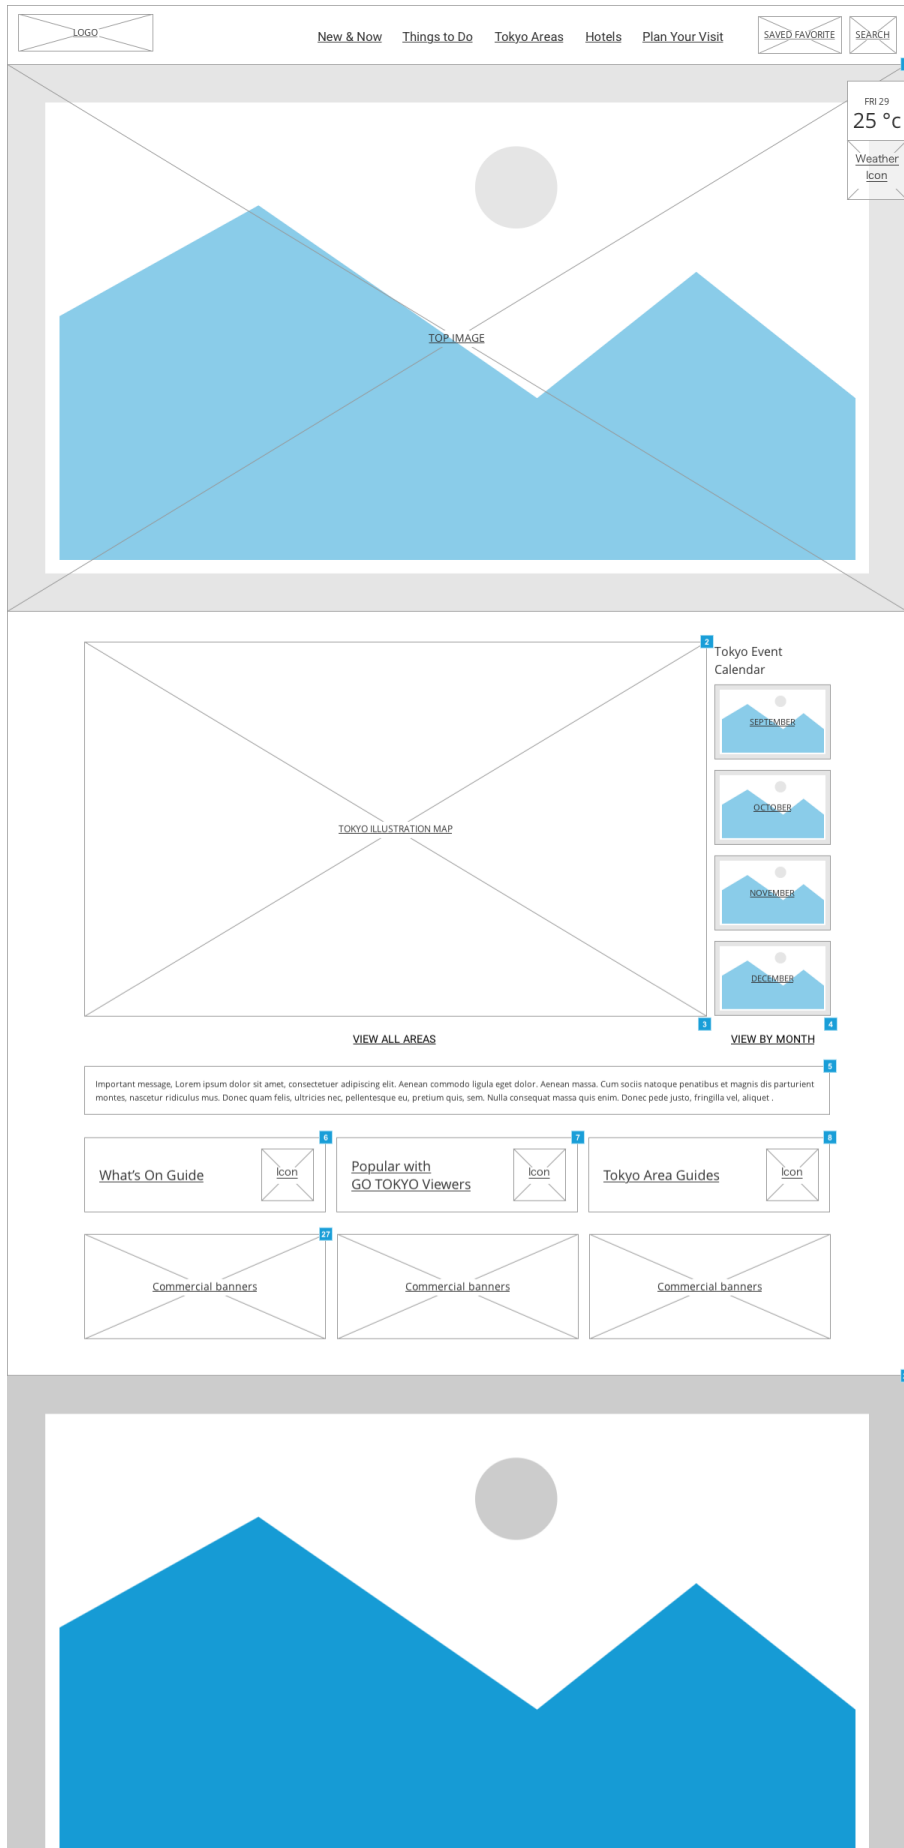 LOGO
New & Now
Things to Do
Tokyo Areas
Hotels
Plan Your Visit
SAVED FAVORITE
SEARCH
FRI 29
25 °c
Weather
Icon
TOP IMAGE
2
Tokyo Event
Calendar
SEPTEMBER
OCTOBER
NOVEMBER
DECEMBER
TOKYO ILLUSTRATION MAP
3
4
VIEW ALL AREAS
VIEW BY MONTH
5
Important message, Lorem ipsum dolor sit amet, consectetuer adipiscing elit. Aenean commodo ligula eget dolor. Aenean massa. Cum sociis natoque penatibus et magnis dis parturient
montes, nascetur ridiculus mus. Donec quam felis, ultricies nec, pellentesque eu, pretium quis, sem. Nulla consequat massa quis enim. Donec pede justo, fringilla vel, aliquet .
6
What's On Guide
Icon
7
Popular with
GO TOKYO Viewers
Icon
8
Tokyo Area Guides
Icon
27
Commercial banners
Commercial banners
Commercial banners